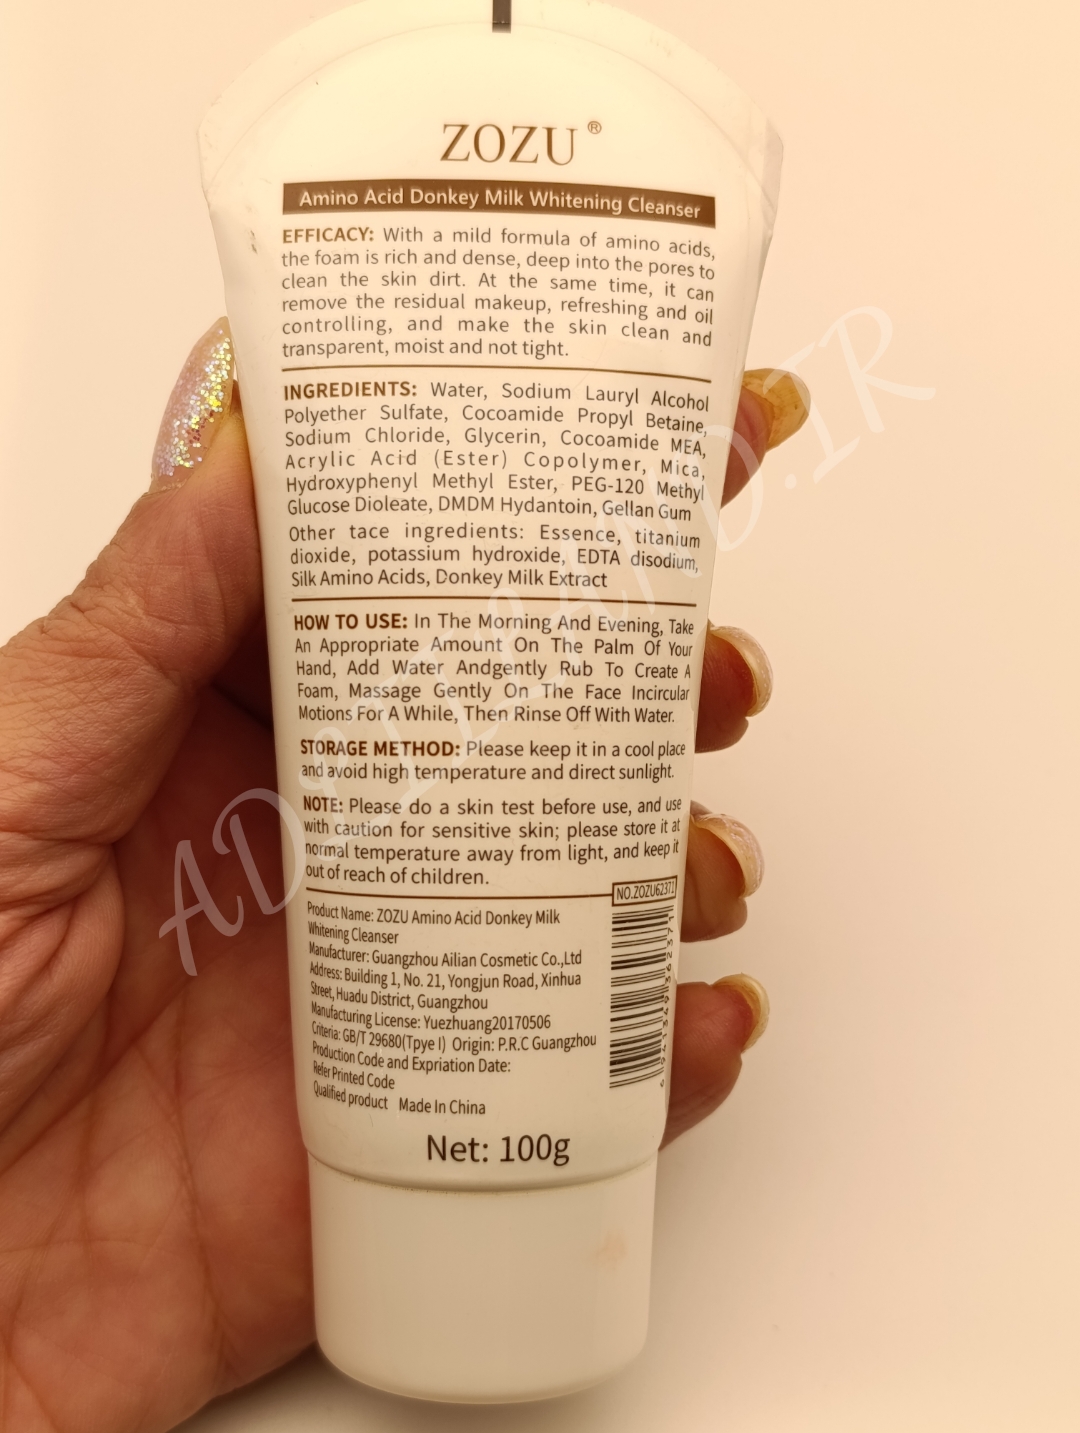 ZOZU®
Amino Acid Donkey Milk Whitening Cleanser
EFFICACY: With a mild formula of amino acids,
the foam is rich and dense, deep into the pores to
clean the skin dirt. At the same time, it can
remove the residual makeup, refreshing and oil
controlling, and make the skin clean and
transparent, moist and not tight.
INGREDIENTS: Water, Sodium Lauryl Alcohol
Polyether Sulfate, Cocoamide Propyl Betaine,
Sodium Chloride, Glycerin, Cocoamide MEA,
Acrylic Acid (Ester) Copolymer, Mica,
Hydroxyphenyl Methyl Ester, PEG-120 Methyl
Glucose Dioleate, DMDM Hydantoin, Gellan Gum
Other tace ingredients: Essence, titanium
dioxide, potassium hydroxide, EDTA disodium,
Silk Amino Acids, Donkey Milk Extract
HOW TO USE: In The Morning And Evening, Take
An Appropriate Amount On The Palm Of Your
Hand, Add Water Andgently Rub To Create A
Foam, Massage Gently On The Face Incircular
Motions For A While, Then Rinse Off With Water.
STORAGE METHOD: Please keep it in a cool place
and avoid high temperature and direct sunlight.
NOTE: Please do a skin test before use, and use
with caution for sensitive skin; please store it at
normal temperature away from light, and keep it
out of reach of children.
NO.ZOZU62371
Product Name: ZOZU Amino Acid Donkey Milk
Whitening Cleanser
Manufacturer: Guangzhou Ailian Cosmetic Co.,Ltd
Address: Building 1, No. 21, Yongjun Road, Xinhua
Street, Huadu District, Guangzhou
Manufacturing License: Yuezhuang20170506
Criteria: GB/T 29680(Tpye I) Origin: P.R.C Guangzhou
Production Code and Expriation Date:
Refer Printed Code
Qualified product Made In China
Net: 100g